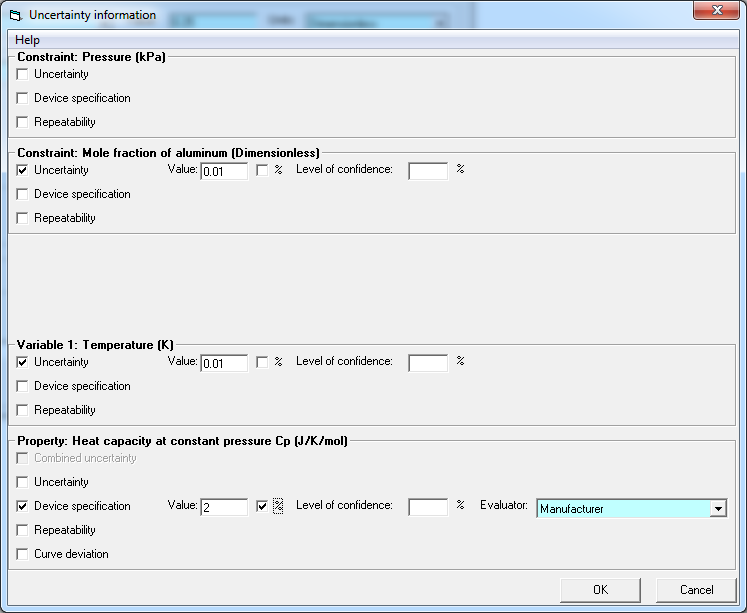 Uncertainty information
Help
Constraint: Pressure (kPa)
Uncertainty
Device specification
Repeatability
Constraint: Mole fraction of aluminum (Dimensionless)
Uncertainty Value: 0.01 % Level of confidence: %
Device specification
Repeatability
Variable 1: Temperature (K)
Uncertainty Value: 0.01 % Level of confidence: %
Device specification
Repeatability
Property: Heat capacity at constant pressure Cp (J/K/mol)
Combined uncertainty
Uncertainty
Device specification Value: 2 % Level of confidence: % Evaluator: Manufacturer
Repeatability
Curve deviation
OK Cancel